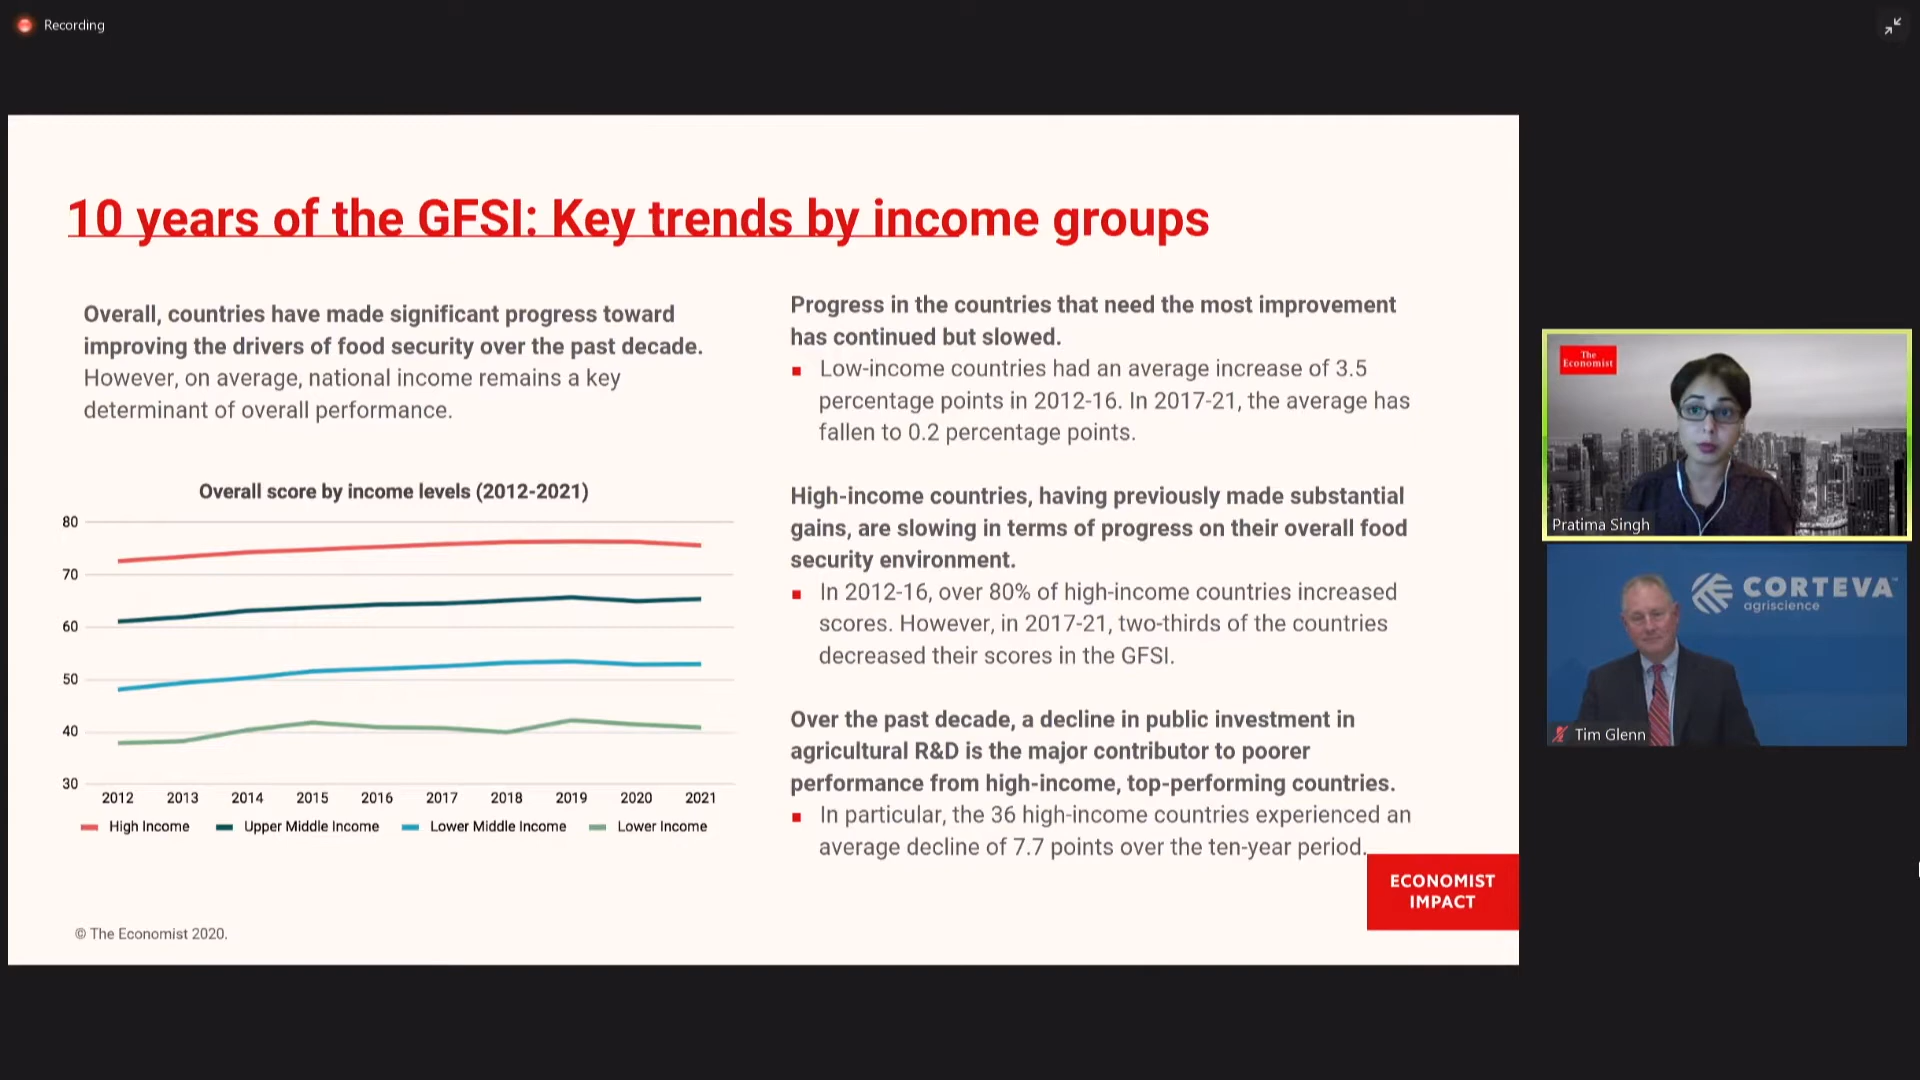 Recording
10 years of the GFSI: Key trends by income groups
Overall, countries have made significant progress toward
improving the drivers of food security over the past decade.
However, on average, national income remains a key
determinant of overall performance.
Overall score by income levels (2012-2021)
80
70
60
50
40
30
2012 2013 2014 2015 2016 2017 2018 2019 2020 2021
High Income Upper Middle Income Lower Middle Income Lower Income
© The Economist 2020.
Progress in the countries that need the most improvement
has continued but slowed.
Low-income countries had an average increase of 3.5
percentage points in 2012-16. In 2017-21, the average has
fallen to 0.2 percentage points.
High-income countries, having previously made substantial
gains, are slowing in terms of progress on their overall food
security environment.
In 2012-16, over 80% of high-income countries increased
scores. However, in 2017-21, two-thirds of the countries
decreased their scores in the GFSI.
Over the past decade, a decline in public investment in
agricultural R&D is the major contributor to poorer
performance from high-income, top-performing countries.
In particular, the 36 high-income countries experienced an
average decline of 7.7 points over the ten-year period.
ECONOMIST
IMPACT
The
Economist
Pratima Singh
CORTEVA™
agriscience
Tim Glenn